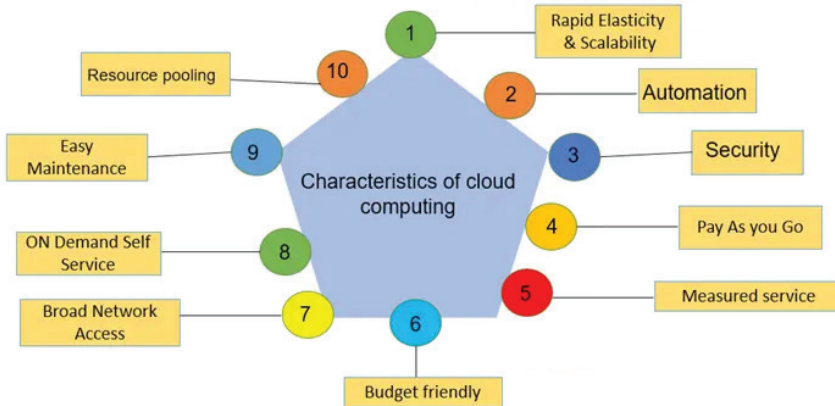 1
Rapid Elasticity
& Scalability
10
Resource pooling
2
Automation
9
Easy
Maintenance
3
Security
Characteristics of cloud
computing
4
Pay As you Go
8
ON Demand Self
Service
5
Measured service
7
Broad Network
Access
6
Budget friendly